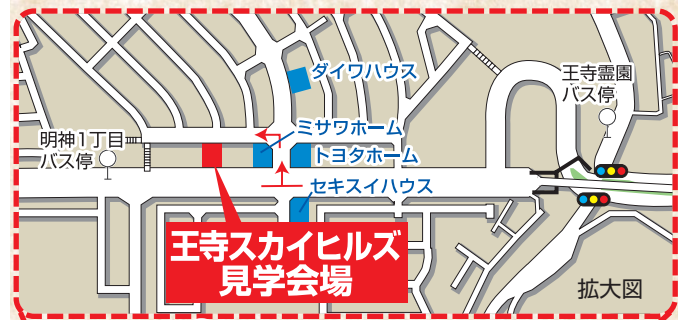 ダイワハウス
王寺霊園
バス停
明神1丁目
バス停
ミサワホーム
トヨタホーム
セキスイハウス
王寺スカイヒルズ
見学会場
拡大図